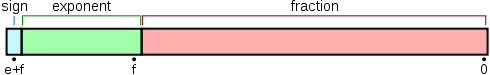 sign exponent fraction
e+f f 0